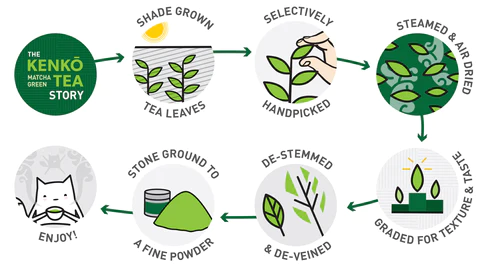 THE
KENKŌ
MATCHA GREEN TEA
STORY
SHADE GROWN
TEA LEAVES
SELECTIVELY
HANDPICKED
STEAMED & AIR DRIED
GRADED FOR TEXTURE & TASTE
DE-STEMMED
& DE-VEINED
STONE GROUND TO
A FINE POWDER
ENJOY!